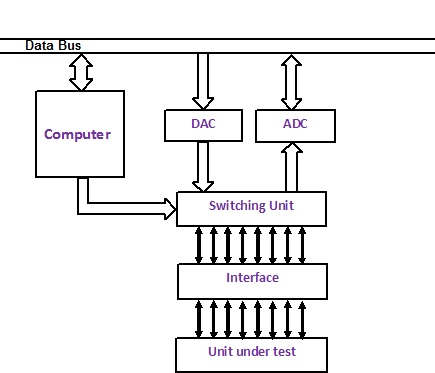 Data Bus
Computer
DAC
ADC
Switching Unit
Interface
Unit under test